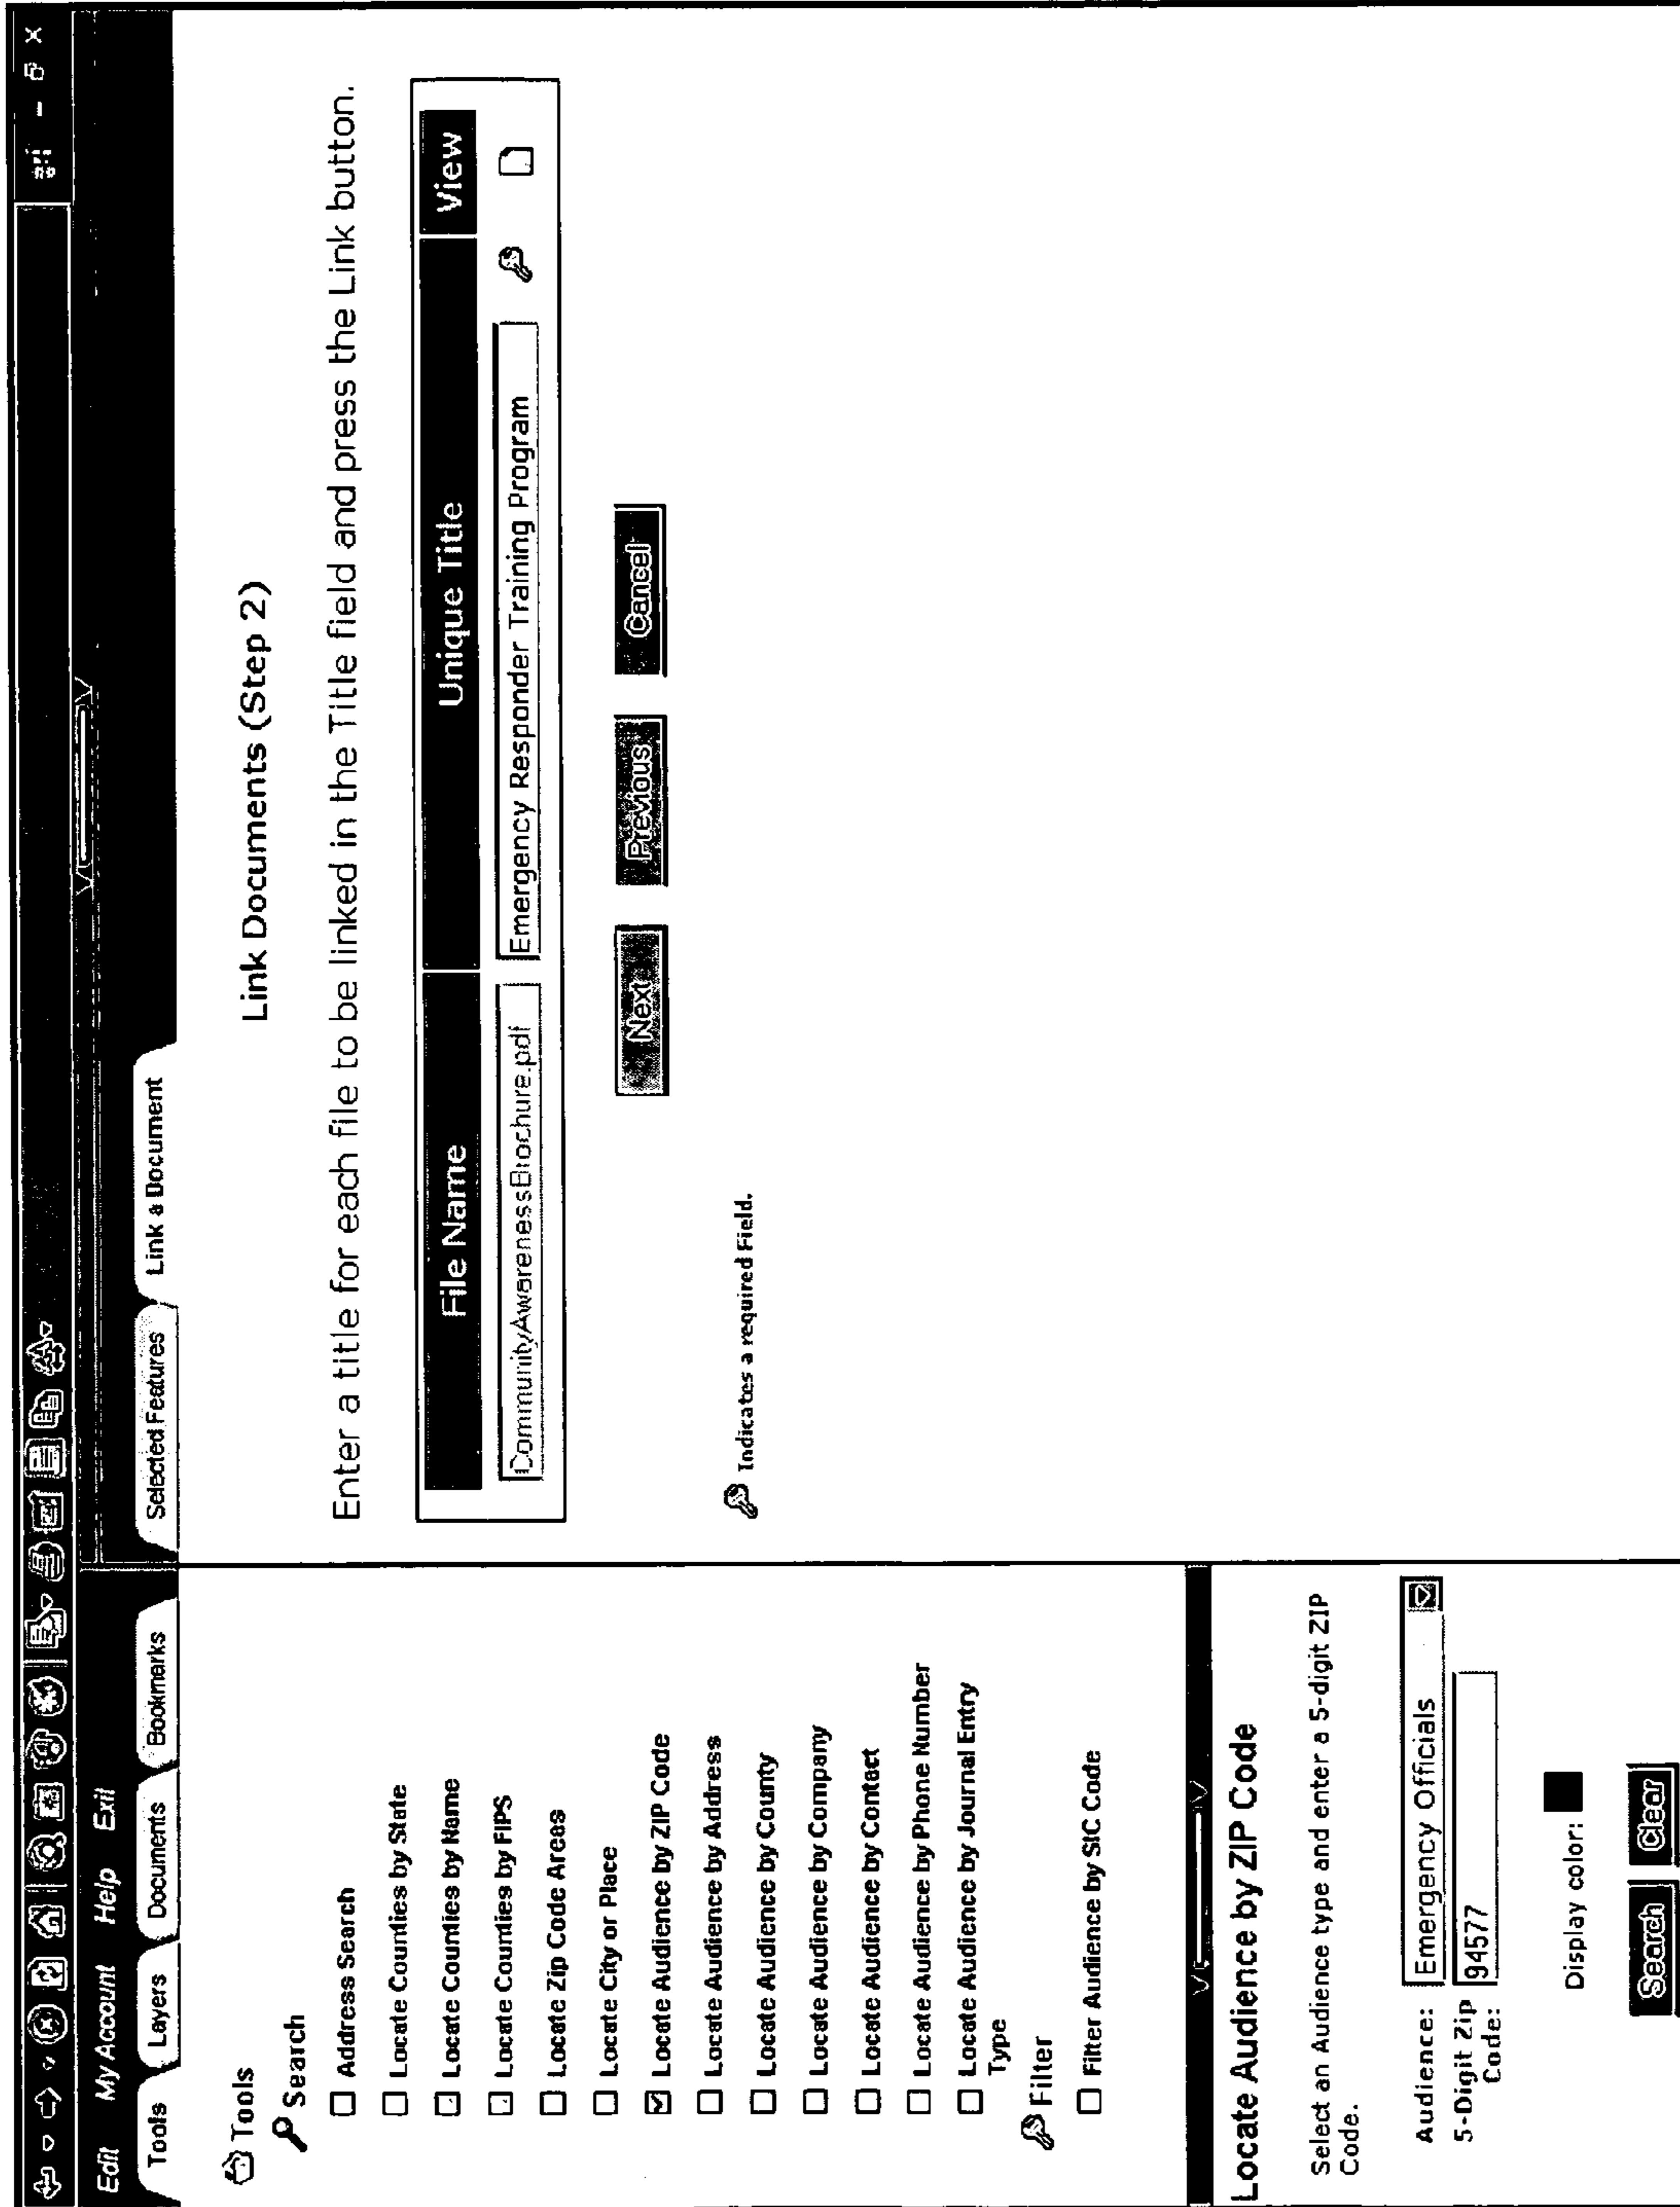 Edit My Account Help Exit
Tools Layers Documents Bookmarks
Tools
Search
Address Search
Locate Counties by State
Locate Counties by Name
Locate Counties by FIPS
Locate Zip Code Areas
Locate City or Place
Locate Audience by ZIP Code
Locate Audience by Address
Locate Audience by County
Locate Audience by Company
Locate Audience by Contact
Locate Audience by Phone Number
Locate Audience by Journal Entry
Type
Filter
Filter Audience by SIC Code
Locate Audience by ZIP Code
Select an Audience type and enter a 5-digit ZIP
Code.
Audience: Emergency Officials
5-Digit Zip 94577
Code:
Display color:
Search Clear
Selected Features Link a Document
Link Documents (Step 2)
Enter a title for each file to be linked in the Title field and press the Link button.
File Name Unique Title View
CommunityAwarenessBrochure.pdf Emergency Responder Training Program
Next Previous Cancel
Indicates a required Field.